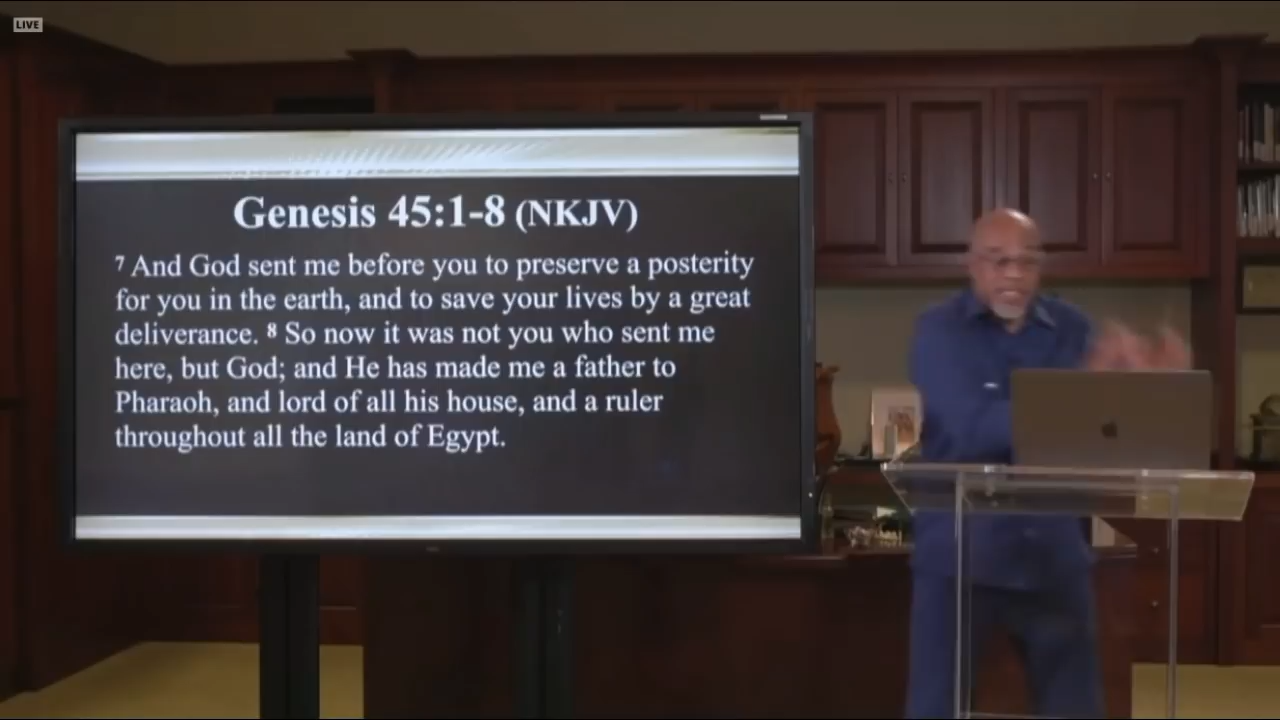 LIVE
Genesis 45:1-8 (NKJV)
7 And God sent me before you to preserve a posterity
for you in the earth, and to save your lives by a great
deliverance. 8 So now it was not you who sent me
here, but God; and He has made me a father to
Pharaoh, and lord of all his house, and a ruler
throughout all the land of Egypt.